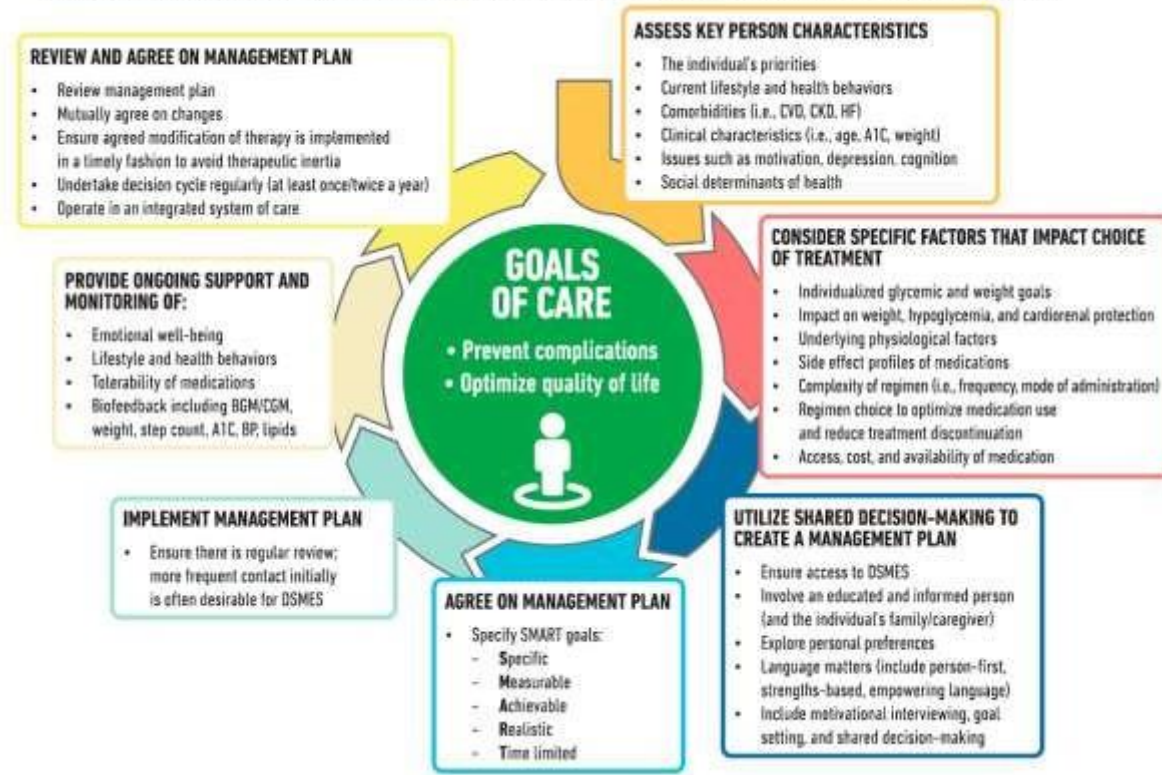 ASSESS KEY PERSON CHARACTERISTICS
• The individual's priorities
• Current lifestyle and health behaviors
• Comorbidities (i.e., CVD, CKD, HF)
• Clinical characteristics (i.e., age, A1C, weight)
• Issues such as motivation, depression, cognition
• Social determinants of health
CONSIDER SPECIFIC FACTORS THAT IMPACT CHOICE
OF TREATMENT
• Individualized glycemic and weight goals
• Impact on weight, hypoglycemia, and cardiorenal protection
• Underlying physiological factors
• Side effect profiles of medications
• Complexity of regimen (i.e., frequency, mode of administration)
• Regimen choice to optimize medication use
and reduce treatment discontinuation
• Access, cost, and availability of medication
UTILIZE SHARED DECISION-MAKING TO
CREATE A MANAGEMENT PLAN
• Ensure access to DSMES
• Involve an educated and informed person
(and the individual's family/caregiver)
• Explore personal preferences
• Language matters (include person-first,
strengths-based, empowering language)
• Include motivational interviewing, goal
setting, and shared decision-making
AGREE ON MANAGEMENT PLAN
• Specify SMART goals:
– Specific
– Measurable
– Achievable
– Realistic
– Time limited
IMPLEMENT MANAGEMENT PLAN
• Ensure there is regular review;
more frequent contact initially
is often desirable for DSMES
PROVIDE ONGOING SUPPORT AND
MONITORING OF:
• Emotional well-being
• Lifestyle and health behaviors
• Tolerability of medications
• Biofeedback including BGM/CGM,
weight, step count, A1C, BP, lipids
REVIEW AND AGREE ON MANAGEMENT PLAN
• Review management plan
• Mutually agree on changes
• Ensure agreed modification of therapy is implemented
in a timely fashion to avoid therapeutic inertia
• Undertake decision cycle regularly (at least once/twice a year)
• Operate in an integrated system of care
GOALS
OF CARE
• Prevent complications
• Optimize quality of life